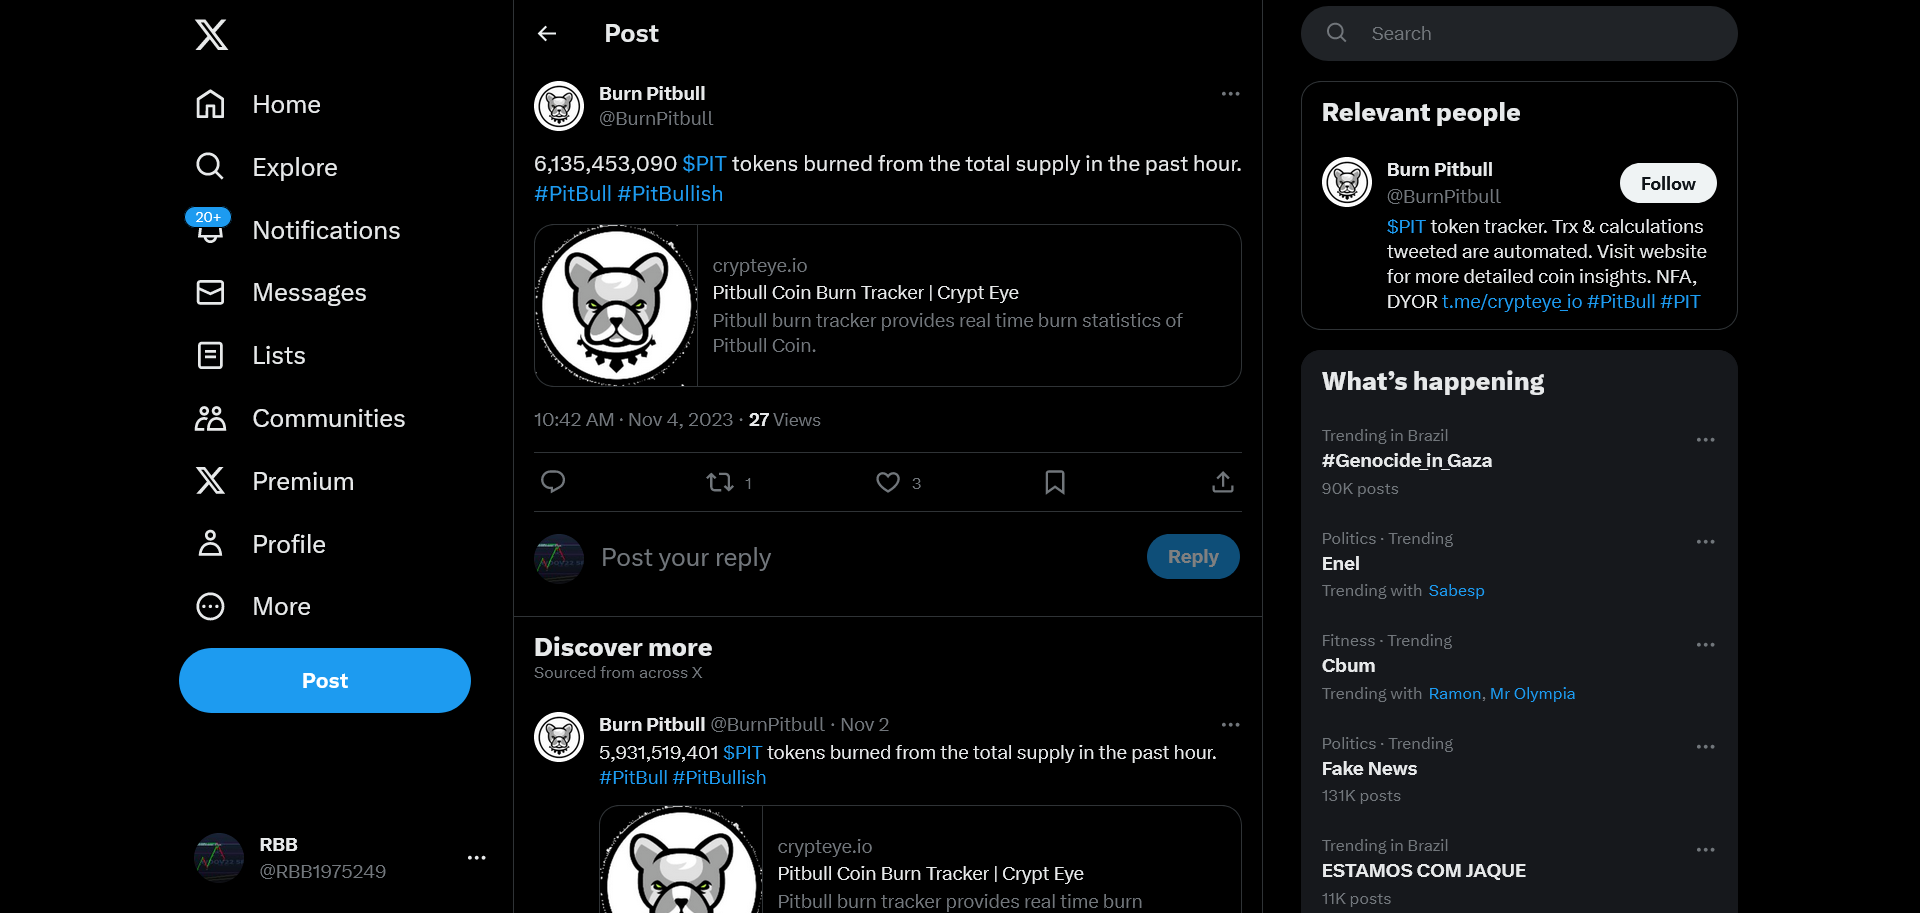 Home
Explore
20+
Notifications
Messages
Lists
Communities
Premium
Profile
More
Post
RBB
@RBB1975249
Post
Burn Pitbull
@BurnPitbull
6,135,453,090 $PIT tokens burned from the total supply in the past hour.
#PitBull #PitBullish
crypteye.io
Pitbull Coin Burn Tracker | Crypt Eye
Pitbull burn tracker provides real time burn statistics of
Pitbull Coin.
10:42 AM · Nov 4, 2023 · 27 Views
1
3
Post your reply
Reply
Discover more
Sourced from across X
Burn Pitbull @BurnPitbull · Nov 2
5,931,519,401 $PIT tokens burned from the total supply in the past hour.
#PitBull #PitBullish
crypteye.io
Pitbull Coin Burn Tracker | Crypt Eye
Pitbull burn tracker provides real time burn
Search
Relevant people
Burn Pitbull
@BurnPitbull
Follow
$PIT token tracker. Trx & calculations
tweeted are automated. Visit website
for more detailed coin insights. NFA,
DYOR t.me/crypteye_io #PitBull #PIT
What's happening
Trending in Brazil
#Genocide_in_Gaza
90K posts
Politics · Trending
Enel
Trending with Sabesp
Fitness · Trending
Cbum
Trending with Ramon, Mr Olympia
Politics · Trending
Fake News
131K posts
Trending in Brazil
ESTAMOS COM JAQUE
11K posts